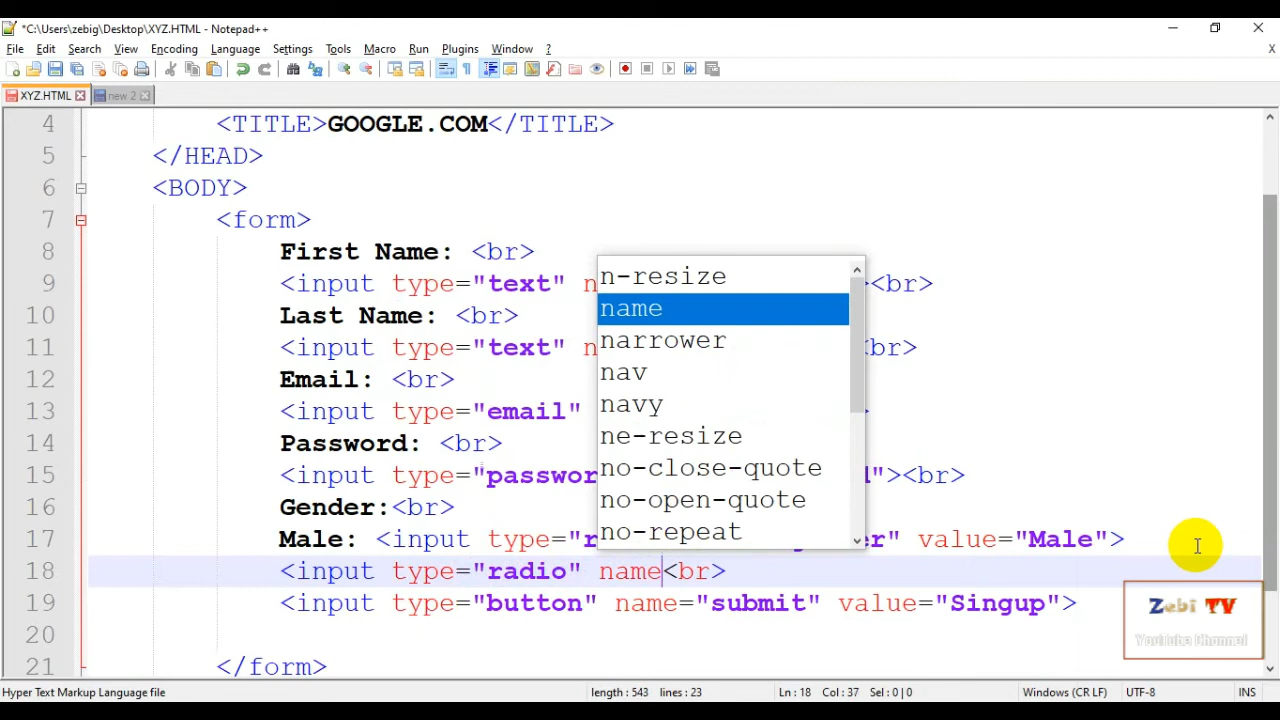 *C:\Users\zebig\Desktop\XYZ.HTML - Notepad++
File Edit Search View Encoding Language Settings Tools Macro Run Plugins Window ? X
XYZ.HTML new 2
4 <TITLE>GOOGLE.COM</TITLE>
5 </HEAD>
6 <BODY>
7 <form>
8 First Name: <br>
9 <input type="text" n ><br>
10 Last Name: <br>
11 <input type="text" n br>
12 Email: <br>
13 <input type="email"
14 Password: <br>
15 <input type="passwor d"><br>
16 Gender:<br>
17 Male: <input type="r er" value="Male">
18 <input type="radio" name<br>
19 <input type="button" name="submit" value="Singup">
20
21 </form>
n-resize
name
narrower
nav
navy
ne-resize
no-close-quote
no-open-quote
no-repeat
Zebi TV
Youtube Khannel
Hyper Text Markup Language file length : 543 lines : 23 Ln : 18 Col : 37 Sel : 0 | 0 Windows (CR LF) UTF-8 INS